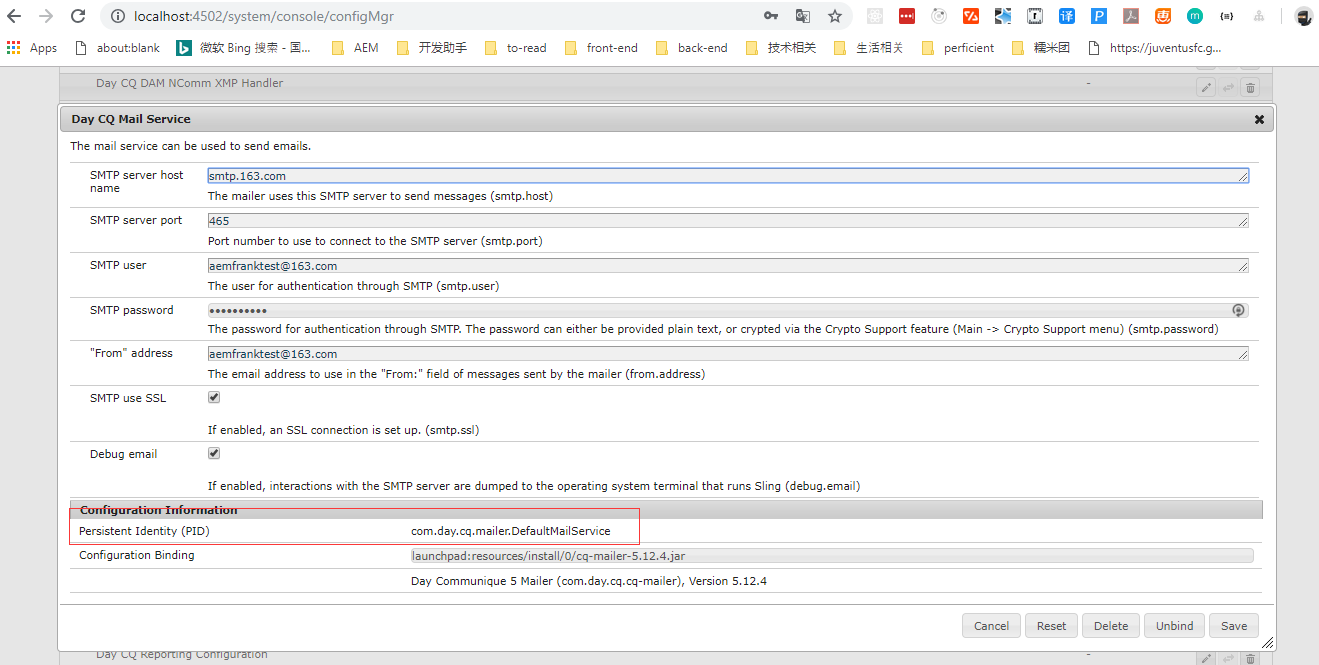 localhost:4502/system/console/configMgr
Apps about:blank 微软 Bing 搜索 - 国... AEM 开发助手 to-read front-end back-end 技术相关 生活相关 perficient 糯米团 https://juventusfc.g...
Day CQ DAM NComm XMP Handler -
Day CQ Mail Service
The mail service can be used to send emails.
SMTP server host name
smtp.163.com
The mailer uses this SMTP server to send messages (smtp.host)
SMTP server port
465
Port number to use to connect to the SMTP server (smtp.port)
SMTP user
aemfranktest@163.com
The user for authentication through SMTP (smtp.user)
SMTP password
••••••••••
The password for authentication through SMTP. The password can either be provided plain text, or crypted via the Crypto Support feature (Main -> Crypto Support menu) (smtp.password)
"From" address
aemfranktest@163.com
The email address to use in the "From:" field of messages sent by the mailer (from.address)
SMTP use SSL
If enabled, an SSL connection is set up. (smtp.ssl)
Debug email
If enabled, interactions with the SMTP server are dumped to the operating system terminal that runs Sling (debug.email)
Configuration Information
Persistent Identity (PID) com.day.cq.mailer.DefaultMailService
Configuration Binding launchpad:resources/install/0/cq-mailer-5.12.4.jar
Day Communique 5 Mailer (com.day.cq.cq-mailer), Version 5.12.4
Cancel Reset Delete Unbind Save
Day CQ Reporting Configuration -